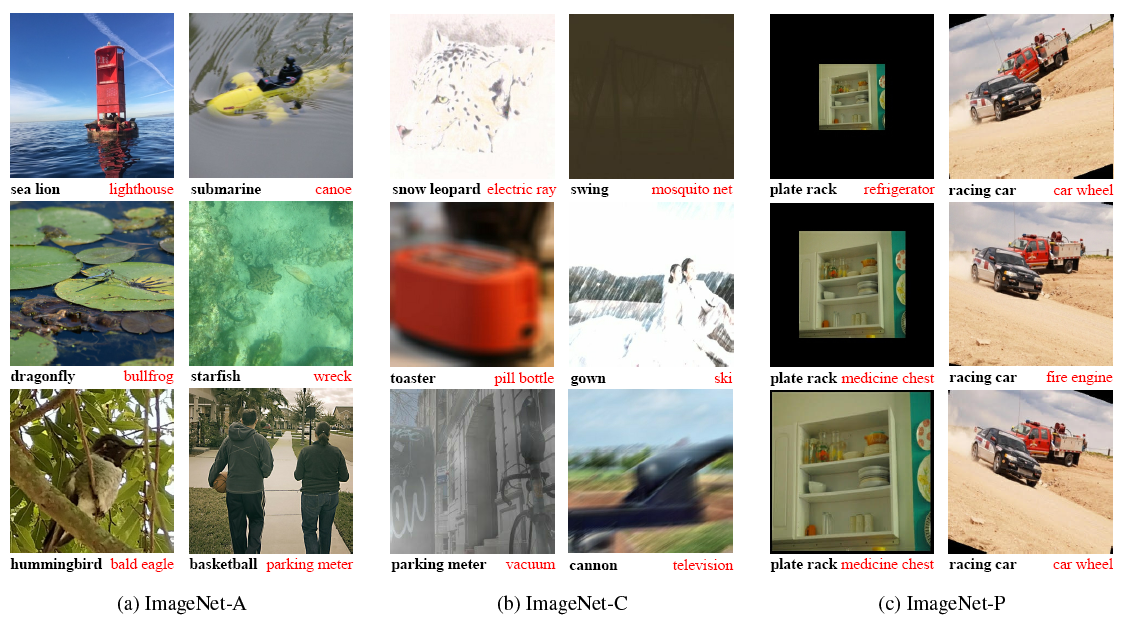 sea lion lighthouse submarine canoe snow leopard electric ray swing mosquito net plate rack refrigerator racing car car wheel
dragonfly bullfrog starfish wreck toaster pill bottle gown ski plate rack medicine chest racing car fire engine
hummingbird bald eagle basketball parking meter parking meter vacuum cannon television plate rack medicine chest racing car car wheel
(a) ImageNet-A (b) ImageNet-C (c) ImageNet-P